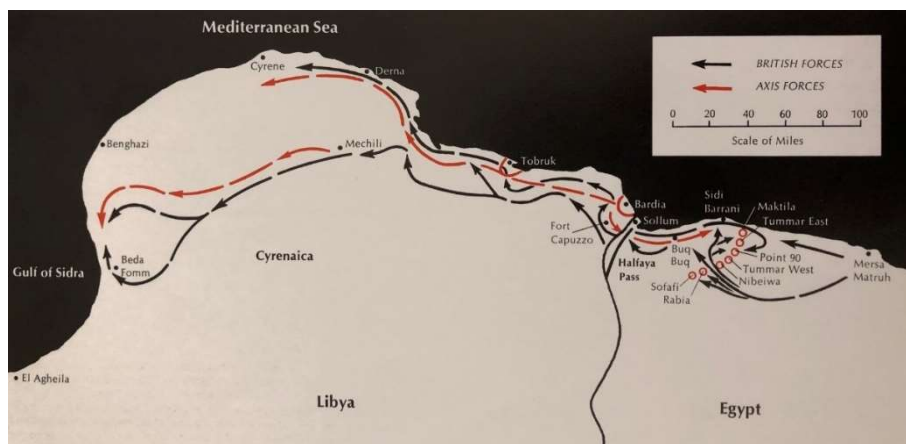 Mediterranean Sea
Cyrene
Derna
BRITISH FORCES
AXIS FORCES
0 20 40 60 80 100
Scale of Miles
Benghazi
Mechili
Tobruk
Bardia
Sollum
Fort
Capuzzo
Sidi
Barrani
Maktila
Tummar East
Point 90
Tummar West
Nibeiwa
Buq
Buq
Halfaya
Pass
Sofafi
Rabia
Mersa
Matruh
Gulf of Sidra
Beda
Fomm
Cyrenaica
El Agheila
Libya
Egypt